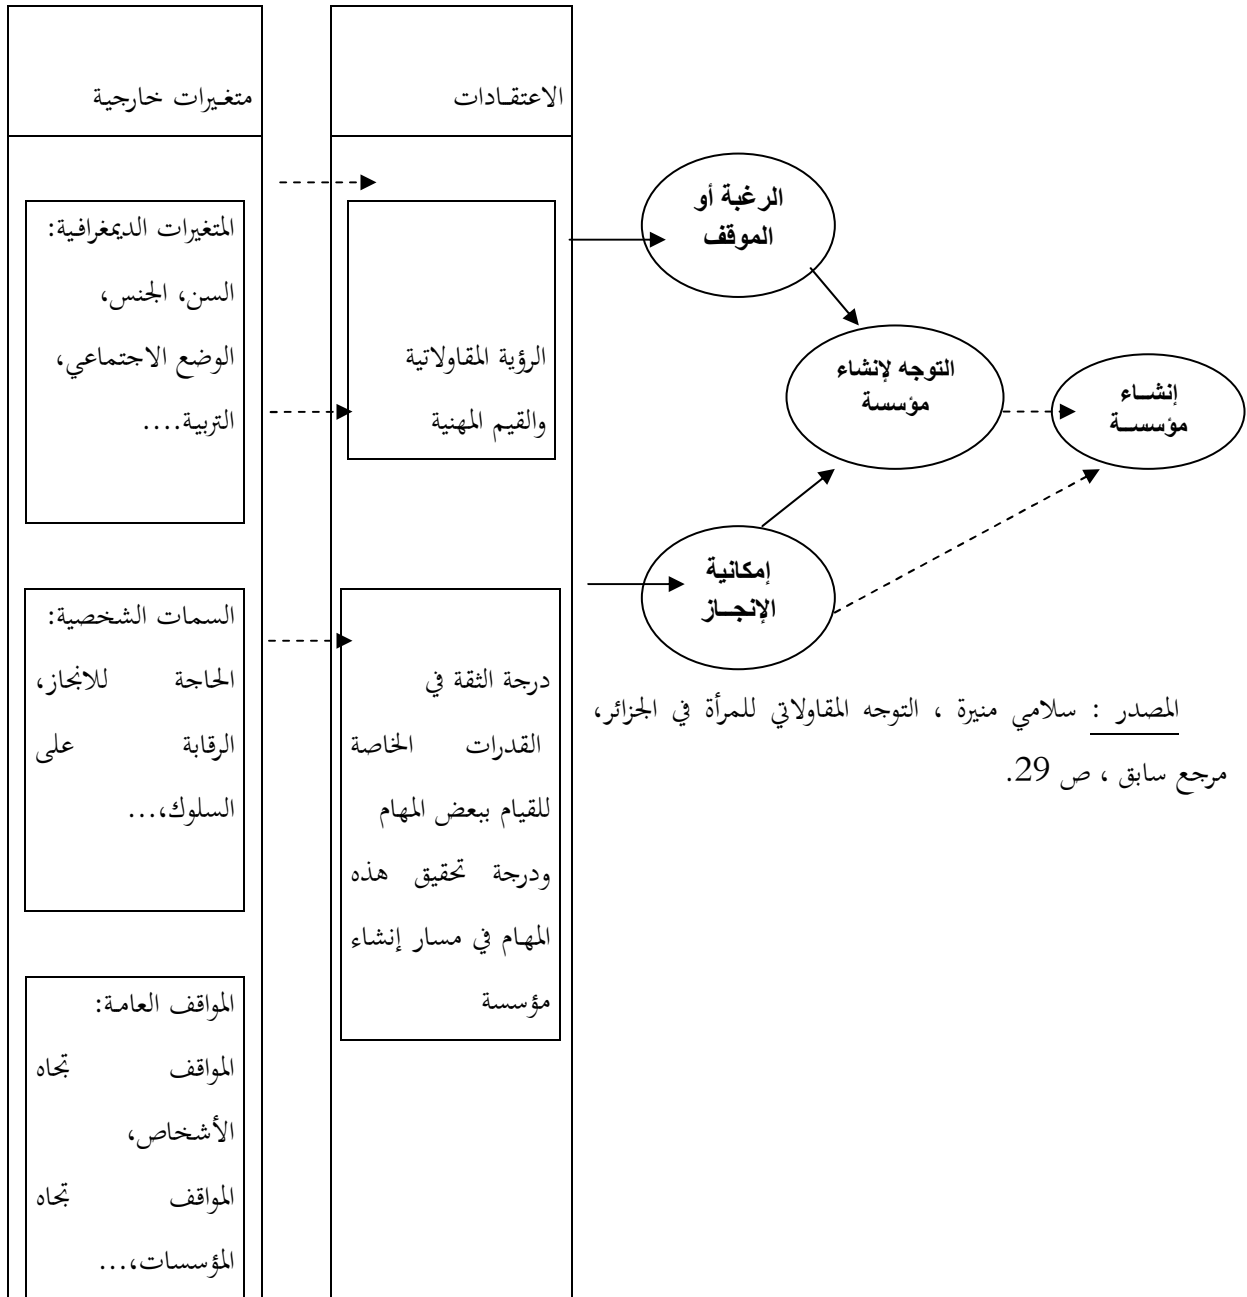 متغيرات خارجية
المتغيرات الديمغرافية:
السن، الجنس،
الوضع الاجتماعي،
التربية....
السمات الشخصية:
الحاجة للانجاز،
الرقابة على
السلوك،...
المواقف العامة:
المواقف تجاه
الأشخاص،
المواقف تجاه
المؤسسات،...
الاعتقادات
الرؤية المقاولاتية
والقيم المهنية
درجة الثقة في
القدرات الخاصة
للقيام ببعض المهام
ودرجة تحقيق هذه
المهام في مسار إنشاء
مؤسسة
الرغبة أو
الموقف
إمكانية
الإنجاز
التوجه لإنشاء
مؤسسة
إنشاء
مؤسسة
المصدر : سلامي منيرة ، التوجه المقاولاتي للمرأة في الجزائر،
مرجع سابق ، ص 29.